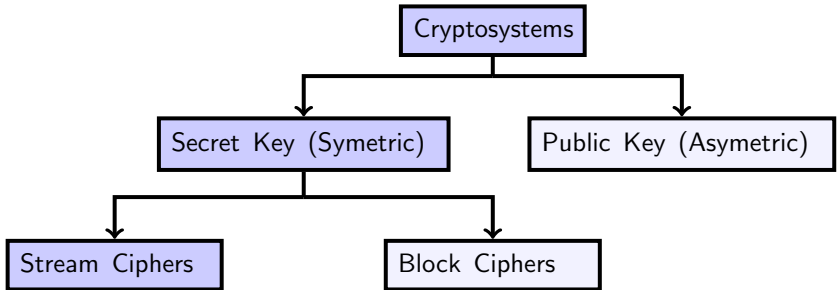 Cryptosystems
Secret Key (Symetric)
Public Key (Asymetric)
Stream Ciphers
Block Ciphers